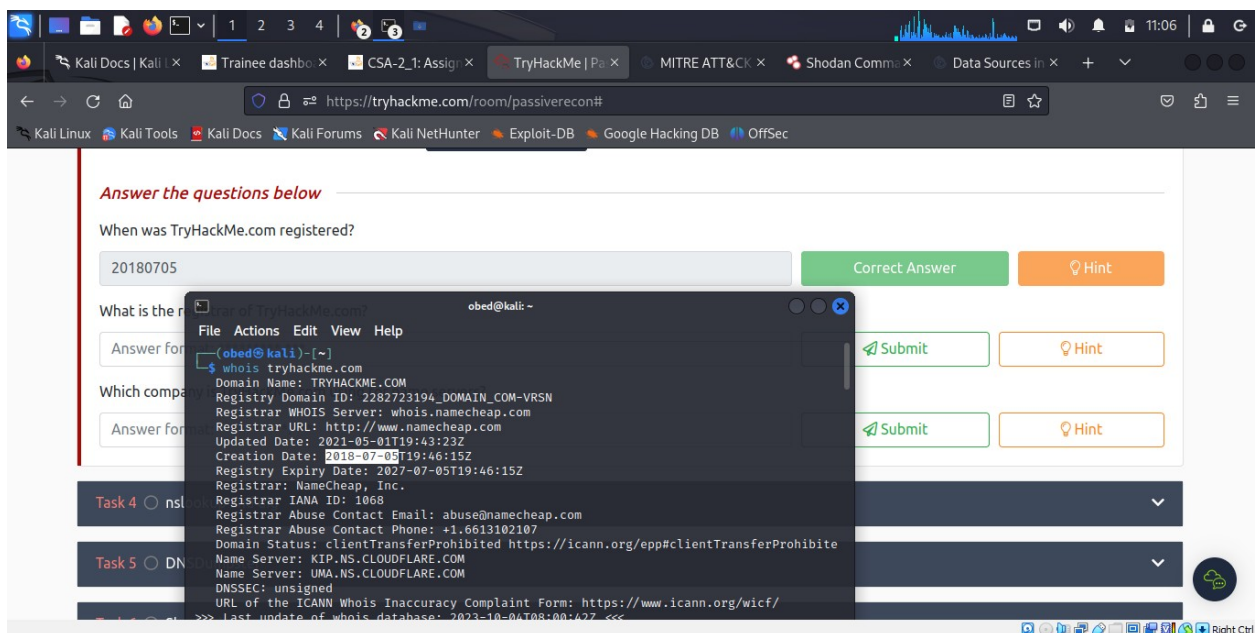 1 2 3 4 2 3 11:06
Kali Docs | Kali L Trainee dashbo CSA-2_1: Assign TryHackMe | Pa MITRE ATT&CK Shodan Comma Data Sources in
https://tryhackme.com/room/passiverecon#
Kali Linux Kali Tools Kali Docs Kali Forums Kali NetHunter Exploit-DB Google Hacking DB OffSec
Answer the questions below
When was TryHackMe.com registered?
20180705 Correct Answer Hint
What is the registrar of TryHackMe.com?
Answer for Submit Hint
Which compa
Answer for Submit Hint
Task 4 nsl
Task 5 DNS
obed@kali: ~
File Actions Edit View Help
(obed㉿kali)-[~]
$ whois tryhackme.com
Domain Name: TRYHACKME.COM
Registry Domain ID: 2282723194_DOMAIN_COM-VRSN
Registrar WHOIS Server: whois.namecheap.com
Registrar URL: http://www.namecheap.com
Updated Date: 2021-05-01T19:43:23Z
Creation Date: 2018-07-05T19:46:15Z
Registry Expiry Date: 2027-07-05T19:46:15Z
Registrar: NameCheap, Inc.
Registrar IANA ID: 1068
Registrar Abuse Contact Email: abuse@namecheap.com
Registrar Abuse Contact Phone: +1.6613102107
Domain Status: clientTransferProhibited https://icann.org/epp#clientTransferProhibite
Name Server: KIP.NS.CLOUDFLARE.COM
Name Server: UMA.NS.CLOUDFLARE.COM
DNSSEC: unsigned
URL of the ICANN Whois Inaccuracy Complaint Form: https://www.icann.org/wicf/
>>> Last update of whois database: 2023-10-04T08:00:42Z <<<
Right Ctrl